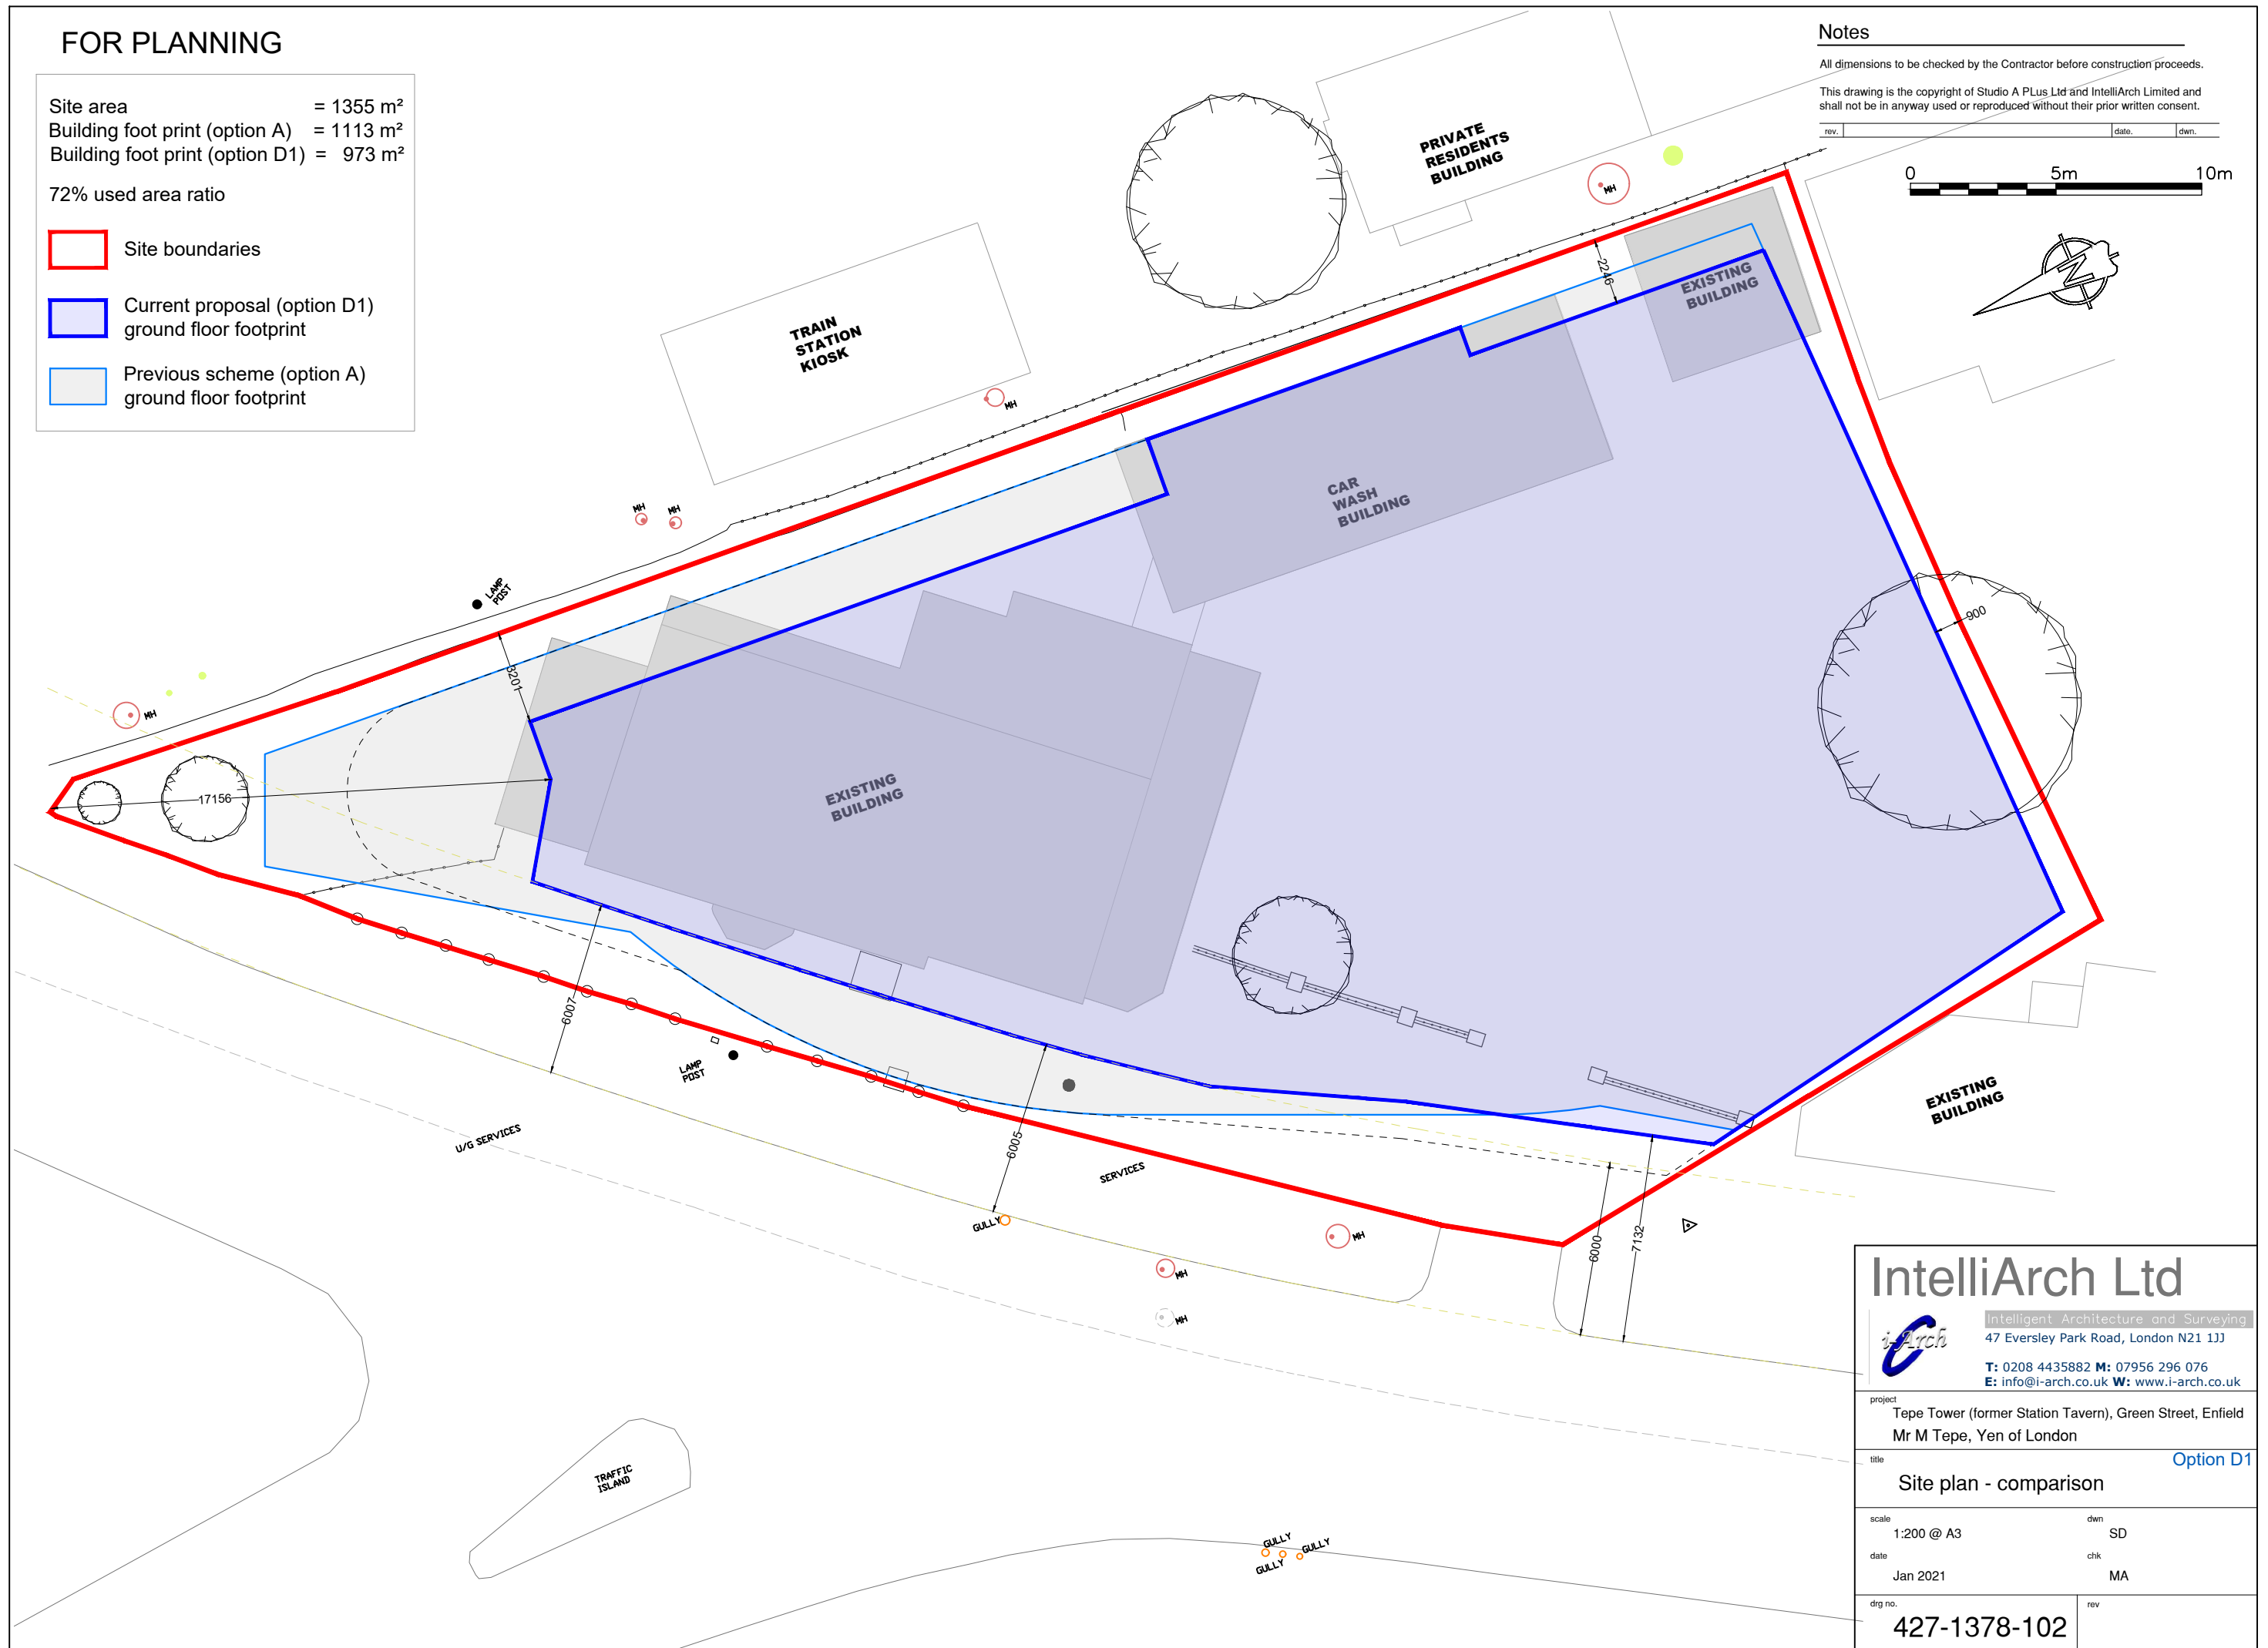 FOR PLANNING
Site area = 1355 m²
Building foot print (option A) = 1113 m²
Building foot print (option D1) = 973 m²
72% used area ratio
Site boundaries
Current proposal (option D1)
ground floor footprint
Previous scheme (option A)
ground floor footprint
Notes
All dimensions to be checked by the Contractor before construction proceeds.
This drawing is the copyright of Studio A PLus Ltd and IntelliArch Limited and
shall not be in anyway used or reproduced without their prior written consent.
rev. date. dwn.
0 5m 10m
N
PRIVATE
RESIDENTS
BUILDING
MH
TRAIN
STATION
KIOSK
MH
2246
EXISTING
BUILDING
CAR
WASH
BUILDING
MH
MH
LAMP
POST
3201
900
MH
17156
EXISTING
BUILDING
6007
LAMP
POST
U/G SERVICES
6005
SERVICES
GULLY
MH
MH
MH
6000
7132
EXISTING
BUILDING
TRAFFIC
ISLAND
GULLY
GULLY
GULLY
IntelliArch Ltd
i-Arch
Intelligent Architecture and Surveying
47 Eversley Park Road, London N21 1JJ
T: 0208 4435882 M: 07956 296 076
E: info@i-arch.co.uk W: www.i-arch.co.uk
project
Tepe Tower (former Station Tavern), Green Street, Enfield
Mr M Tepe, Yen of London
title
Option D1
Site plan - comparison
scale
1:200 @ A3
dwn
SD
date
Jan 2021
chk
MA
drg no.
427-1378-102
rev